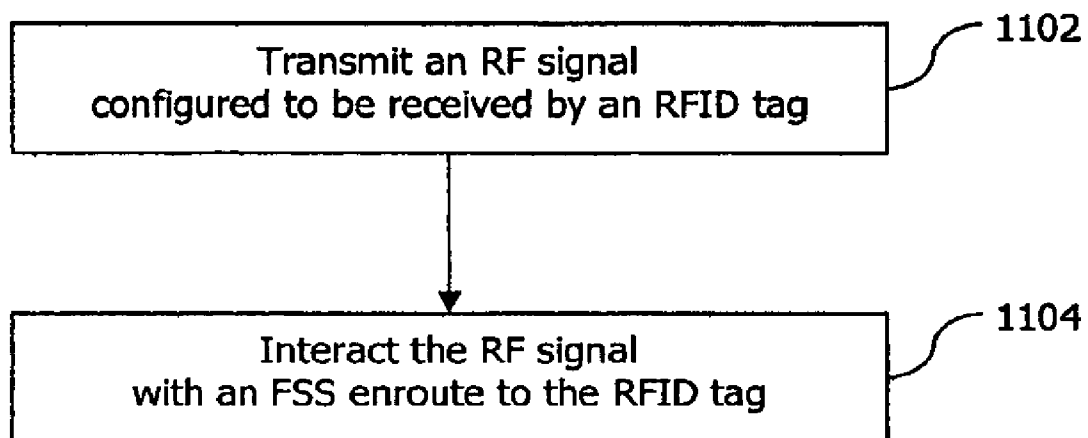 1102
Transmit an RF signal
configured to be received by an RFID tag
1104
Interact the RF signal
with an FSS enroute to the RFID tag